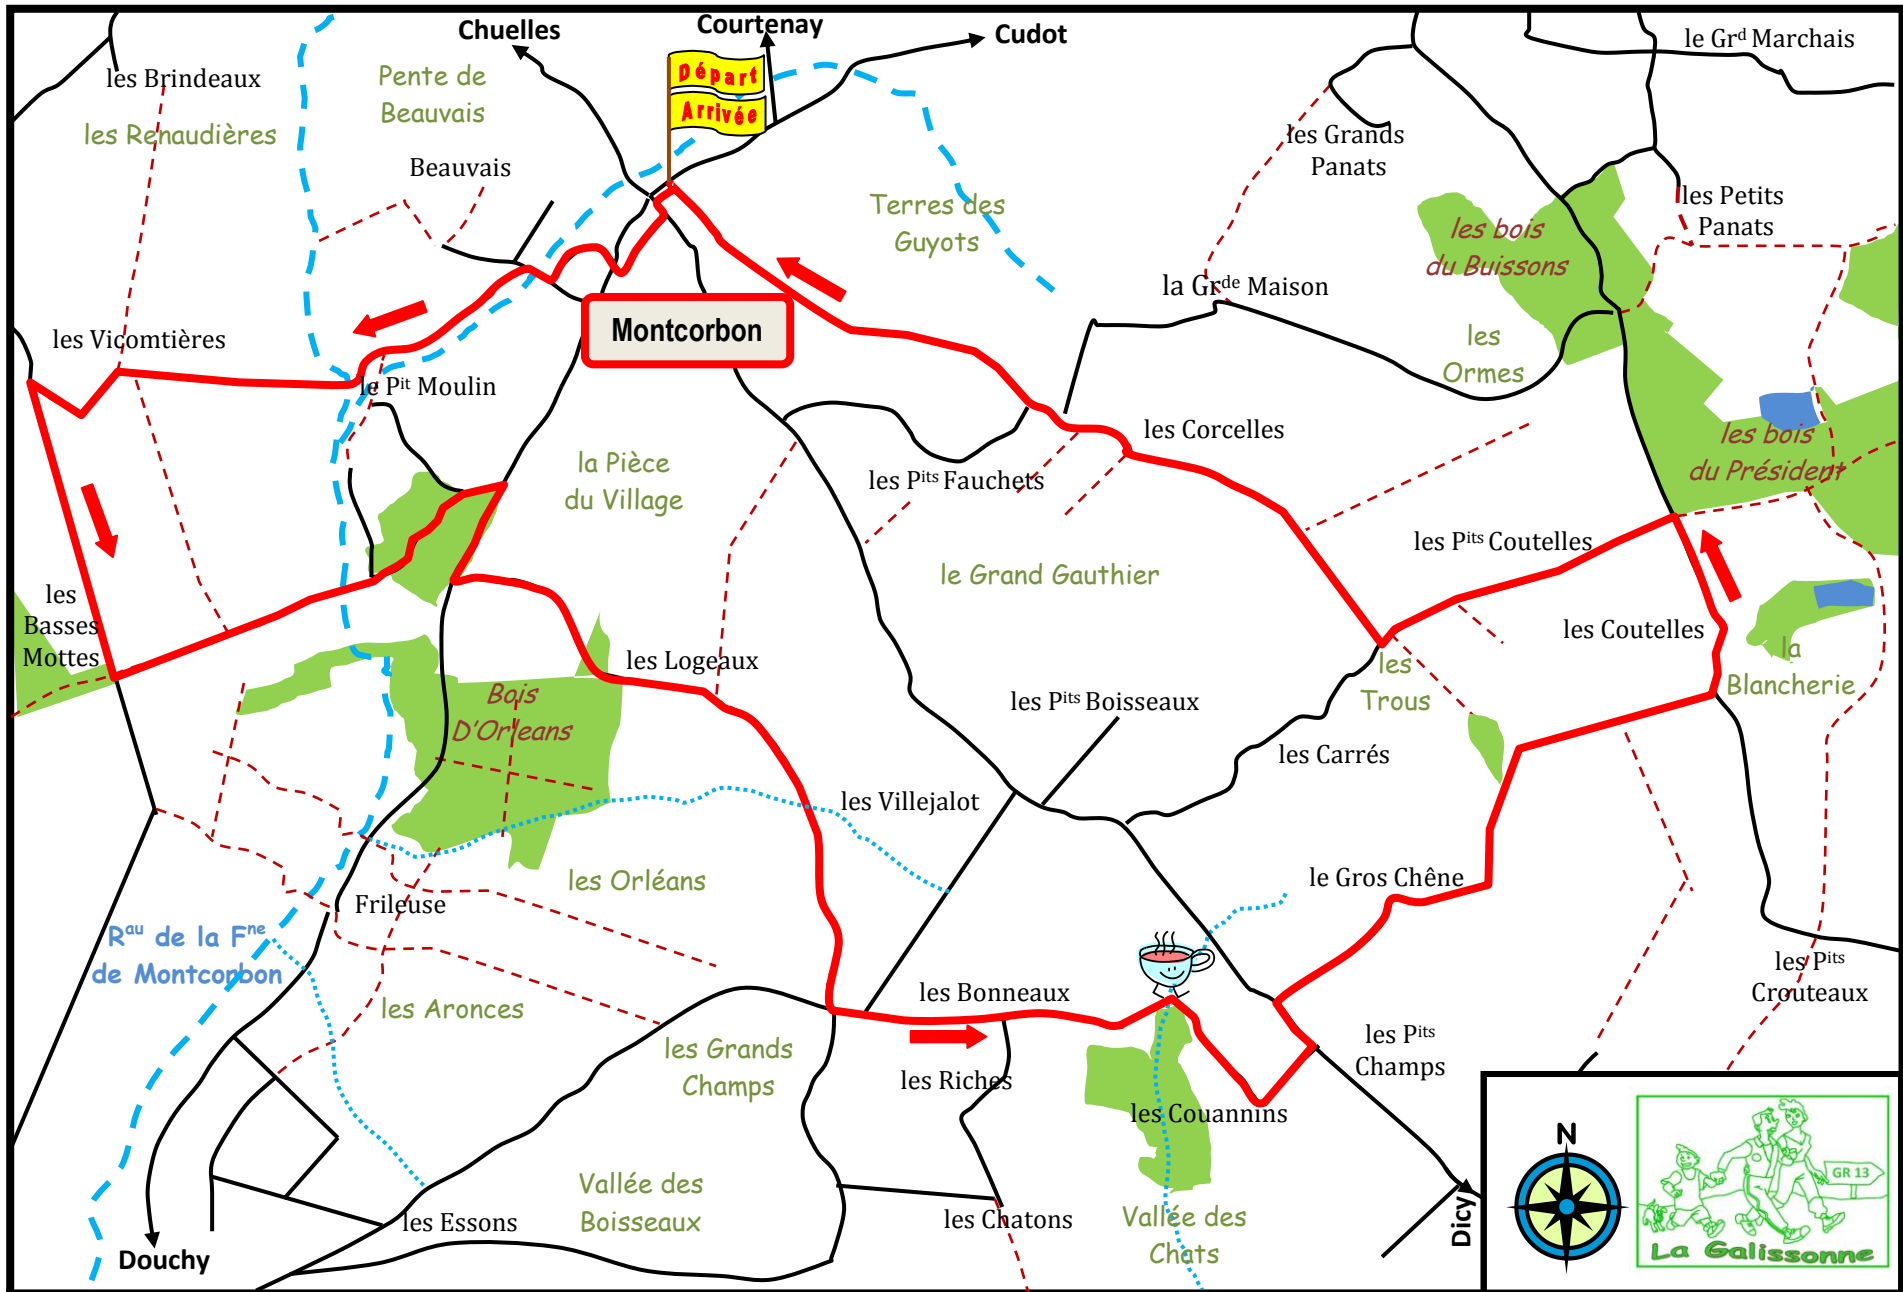 Chuelles
Courtenay
Cudot
le Grd Marchais
les Brindeaux
Pente de
Beauvais
Départ
Arrivée
les Renaudières
les Grands
Panats
Beauvais
les Petits
Panats
Terres des
Guyots
les bois
du Buissons
la Grde Maison
les Vicomtières
Montcorbon
les
Ormes
le Pit Moulin
les Corcelles
les bois
du Président
la Pièce
du Village
les Pits Fauchets
les Pits Coutelles
le Grand Gauthier
les
Basses
Mottes
les Coutelles
les Logeaux
les
Trous
la
Blancherie
Bois
D'Orleans
les Pits Boisseaux
les Carrés
les Villejalot
les Orléans
le Gros Chêne
Frileuse
Rau de la Fne
de Montcorbon
les Pits
Crouteaux
les Aronces
les Bonneaux
les Grands
Champs
les Pits
Champs
les Riches
les Couannins
N
GR 13
Vallée des
Boisseaux
les Essons
les Chatons
Vallée des
Chats
Dicy
Douchy
La Galissonne